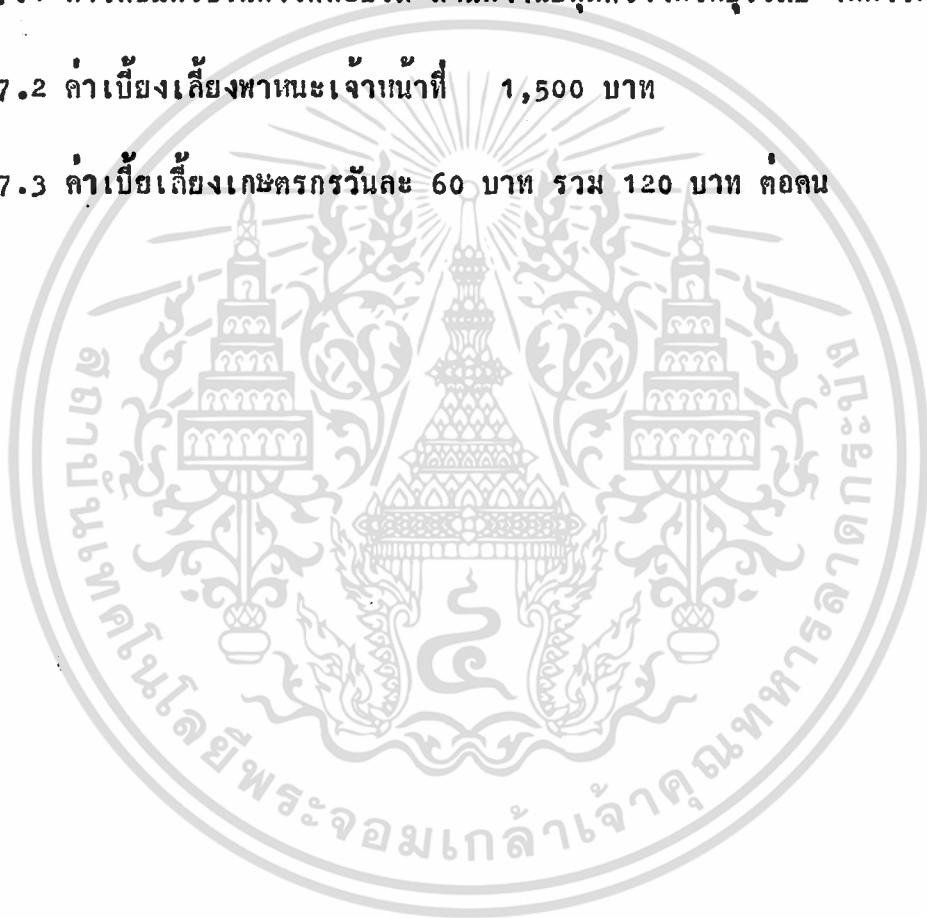 7.2 ค่าเบี้ยงเลี้ยงพาหนะเจ้าหน้าที่ 1,500 บาท
7.3 ค่าเบี้ยเลี้ยงเกษตรกรวันละ 60 บาท รวม 120 บาท ต่อคน
สถาบันเทคโนโลยีพระจอมเกล้าเจ้าคุณทหารลาดกระบัง